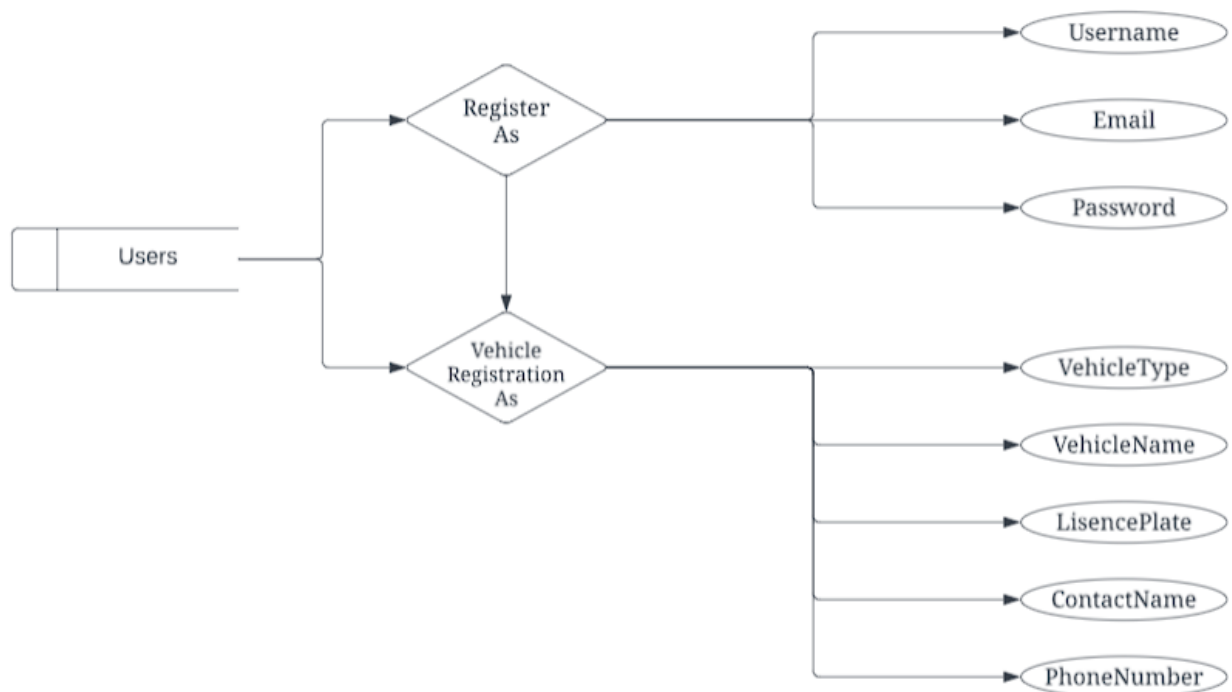 Username
Register
As
Email
Password
Users
Vehicle
Registration
As
VehicleType
VehicleName
LisencePlate
ContactName
PhoneNumber